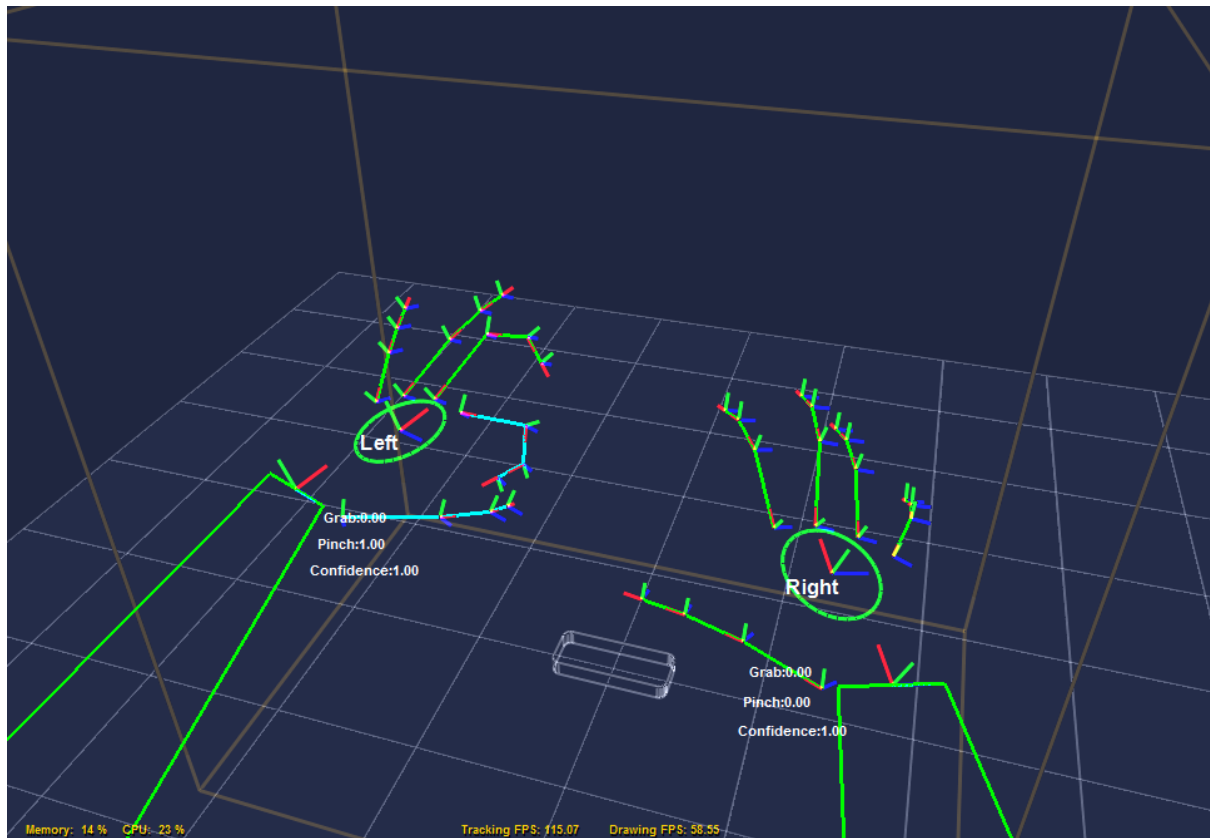 Left
Grab:0.00
Pinch:1.00
Confidence:1.00
Right
Grab:0.00
Pinch:0.00
Confidence:1.00
Memory: 14 % CPU: 23 % Tracking FPS: 115.07 Drawing FPS: 58.55